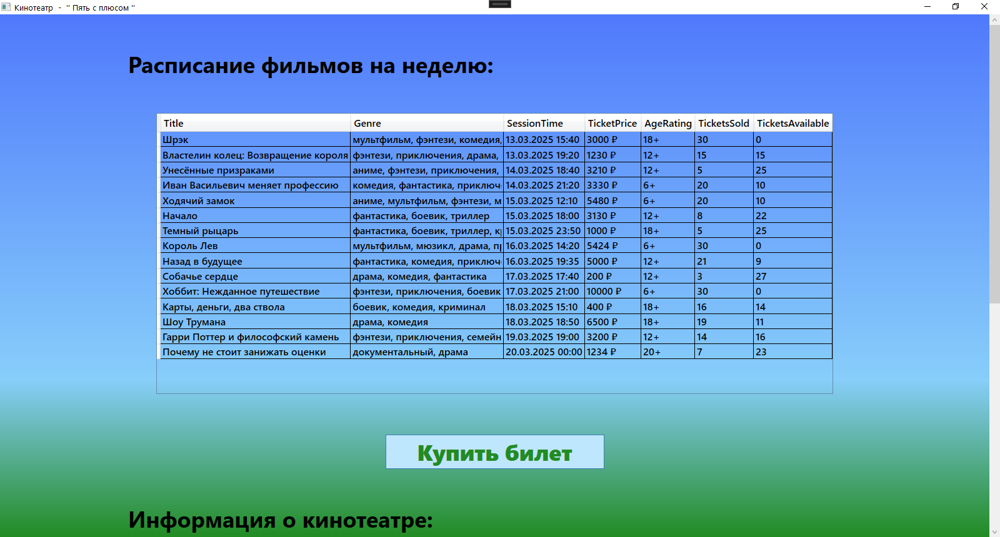 Кинотеатр - " Пять с плюсом "
Расписание фильмов на неделю:
Title Genre SessionTime TicketPrice AgeRating TicketsSold TicketsAvailable
Шрэк мультфильм, фэнтези, комедия, 13.03.2025 15:40 3000 ₽ 18+ 30 0
Властелин колец: Возвращение короля фэнтези, приключения, драма, 13.03.2025 19:20 1230 ₽ 12+ 15 15
Унесённые призраками аниме, фэнтези, приключения, 14.03.2025 18:40 3210 ₽ 12+ 5 25
Иван Васильевич меняет профессию комедия, фантастика, приключ 14.03.2025 21:20 3330 ₽ 6+ 20 10
Ходячий замок аниме, мультфильм, фэнтези, м 15.03.2025 12:10 5480 ₽ 6+ 20 10
Начало фантастика, боевик, триллер 15.03.2025 18:00 3130 ₽ 12+ 8 22
Темный рыцарь фантастика, боевик, триллер, к 15.03.2025 23:50 1000 ₽ 18+ 5 25
Король Лев мультфильм, мюзикл, драма, п 16.03.2025 14:20 5424 ₽ 6+ 30 0
Назад в будущее фантастика, комедия, приключ 16.03.2025 19:35 5000 ₽ 12+ 21 9
Собачье сердце драма, комедия, фантастика 17.03.2025 17:40 200 ₽ 12+ 3 27
Хоббит: Нежданное путешествие фэнтези, приключения, боевик 17.03.2025 21:00 10000 ₽ 6+ 30 0
Карты, деньги, два ствола боевик, комедия, криминал 18.03.2025 15:10 400 ₽ 18+ 16 14
Шоу Трумана драма, комедия 18.03.2025 18:50 6500 ₽ 18+ 19 11
Гарри Поттер и философский камень фэнтези, приключения, семейн 19.03.2025 19:00 3200 ₽ 12+ 14 16
Почему не стоит занижать оценки документальный, драма 20.03.2025 00:00 1234 ₽ 20+ 7 23
Купить билет
Информация о кинотеатре: